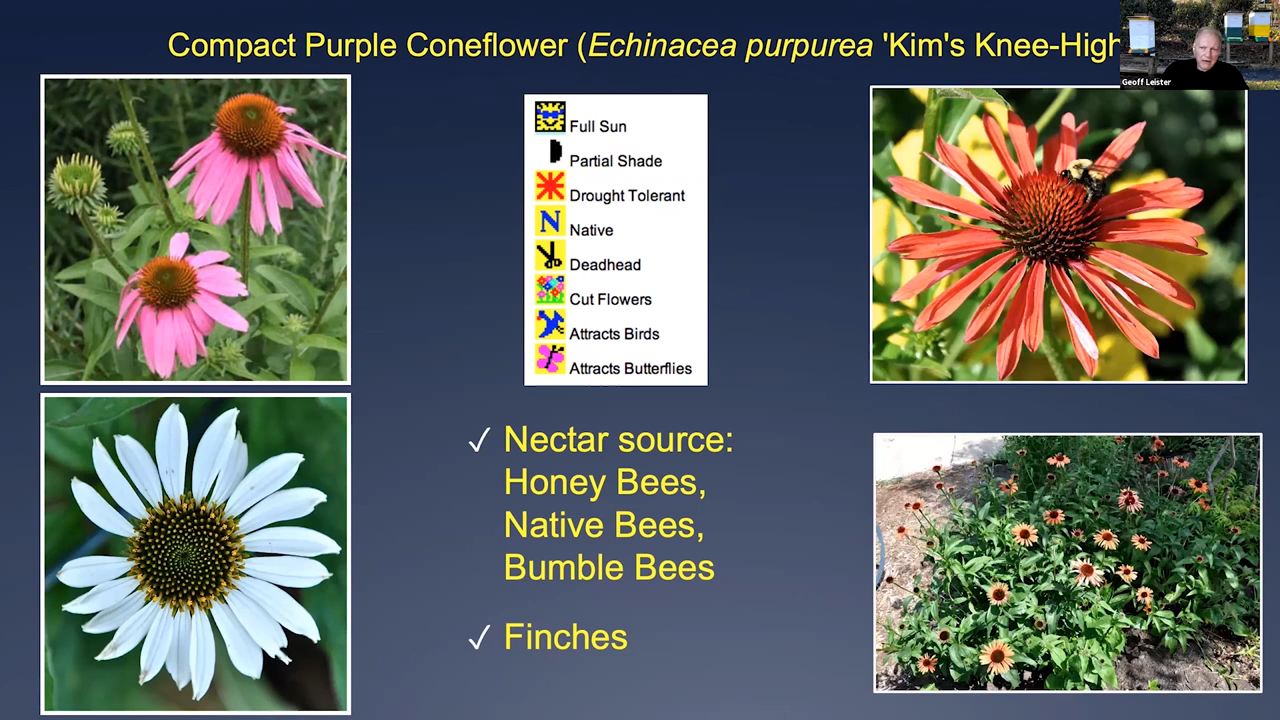 Compact Purple Coneflower (Echinacea purpurea 'Kim's Knee-High
Geoff Leister
Full Sun
Partial Shade
Drought Tolerant
N Native
Deadhead
Cut Flowers
Attracts Birds
Attracts Butterflies
✓ Nectar source:
Honey Bees,
Native Bees,
Bumble Bees
✓ Finches